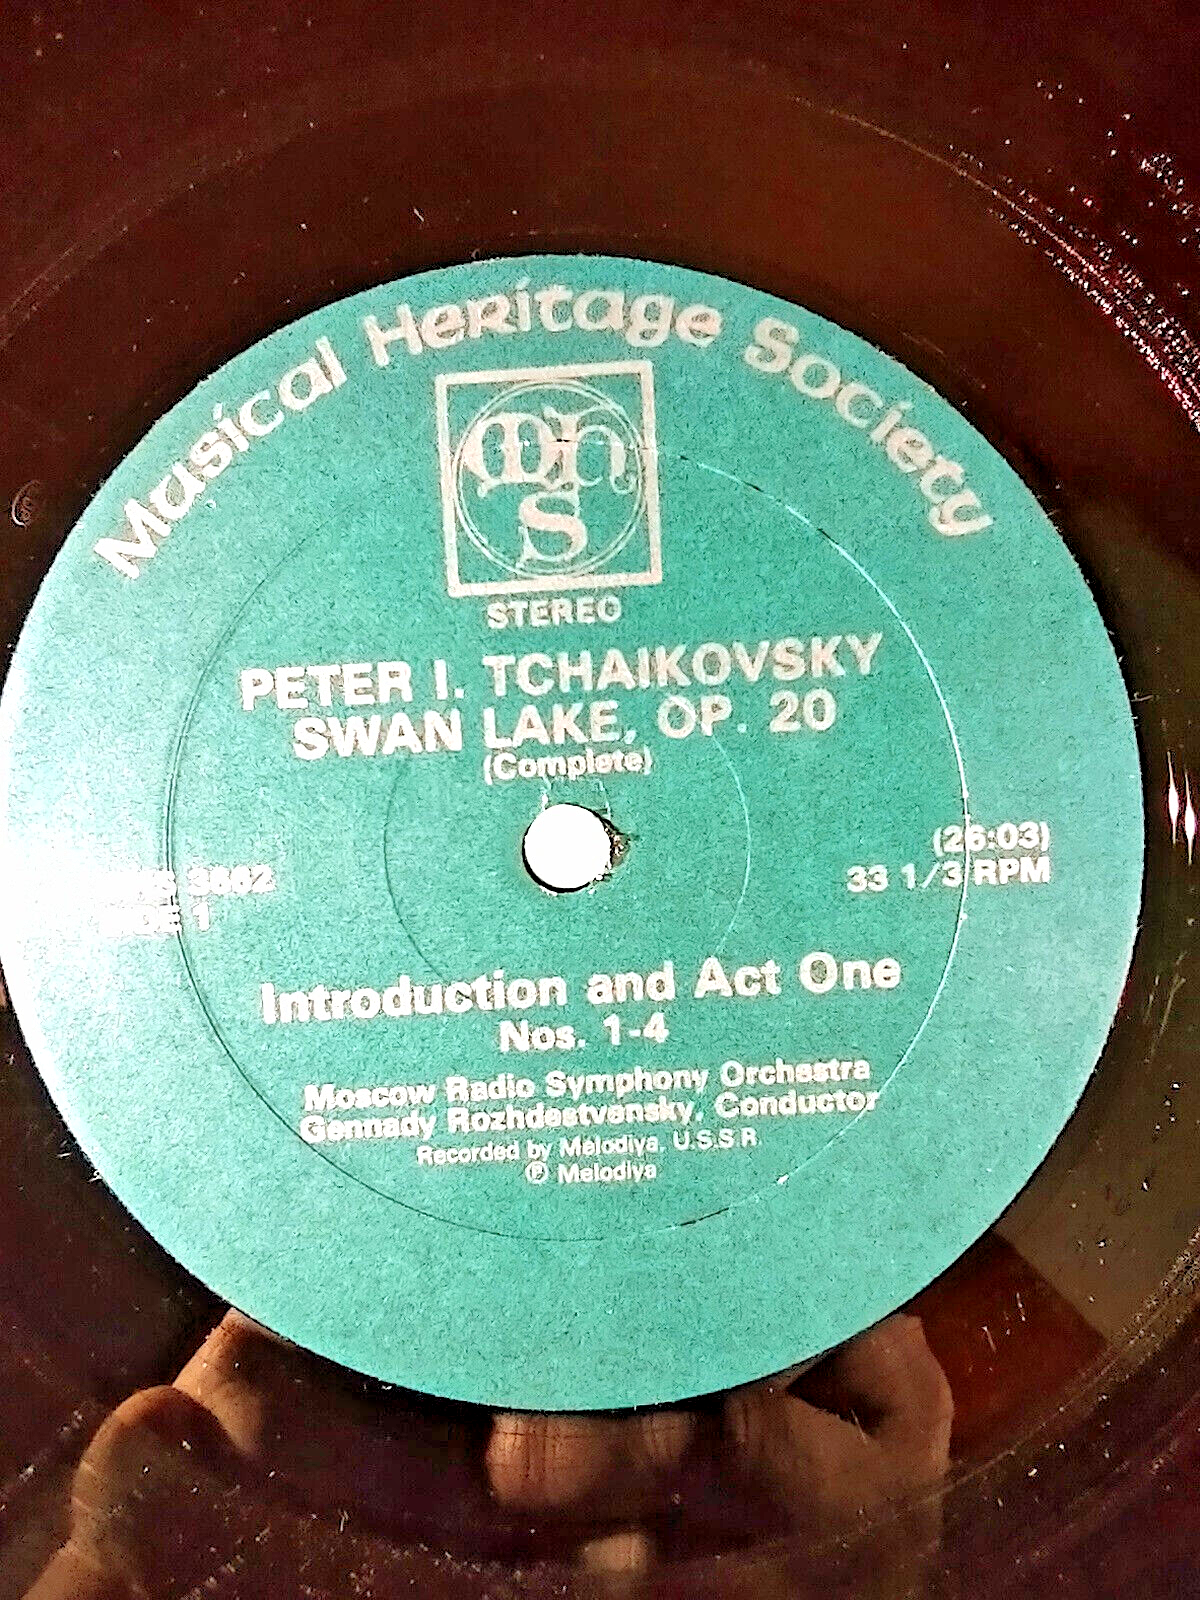 Musical Heritage Society
mhs
STEREO
PETER I. TCHAIKOVSKY
SWAN LAKE, OP. 20
(Complete)
(26:03)
33 1/3 RPM
1
Introduction and Act One
Nos. 1-4
Moscow Radio Symphony Orchestra
Gennady Rozhdestvensky, Conductor
Recorded by Melodiya, U.S.S.R.
℗ Melodiya